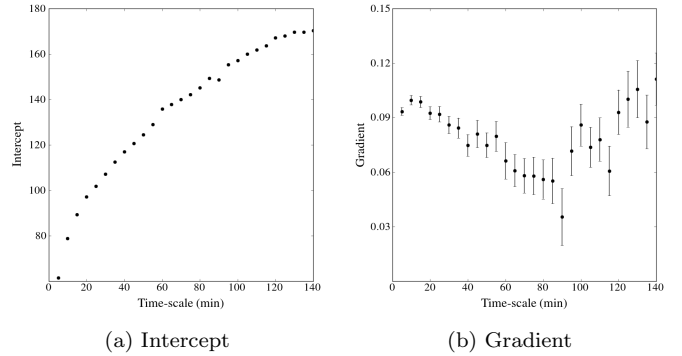 180
160
140
120
100
80
Intercept
0 20 40 60 80 100 120 140
Time-scale (min)
(a) Intercept
0.15
0.12
0.09
0.06
0.03
Gradient
0 20 40 60 80 100 120 140
Time-scale (min)
(b) Gradient